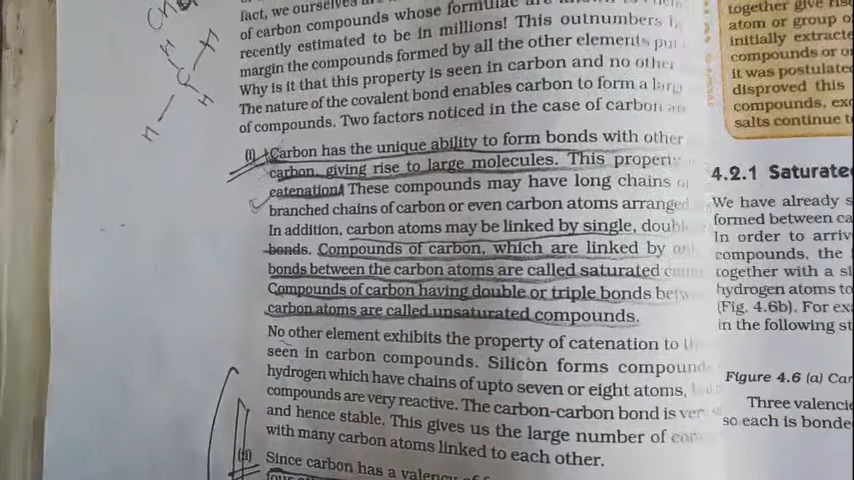 CH
H
H
C
H
H
fact, we ourselves are
of carbon compounds whose formulae are known to
recently estimated to be in millions! This outnumbers
margin the compounds formed by all the other elements
Why is it that this property is seen in carbon and no other
The nature of the covalent bond enables carbon to form a
of compounds. Two factors noticed in the case of carbon
(i) Carbon has the unique ability to form bonds with other
carbon, giving rise to large molecules. This property
catenation. These compounds may have long chains
branched chains of carbon or even carbon atoms arranged
In addition, carbon atoms may be linked by single,
bonds. Compounds of carbon, which are linked by
bonds between the carbon atoms are called saturated
Compounds of carbon having double or triple bonds
carbon atoms are called unsaturated compounds.
No other element exhibits the property of catenation to
seen in carbon compounds. Silicon forms
hydrogen which have chains of upto seven or eight atoms,
compounds are very reactive. The carbon-carbon bond is
and hence stable. This gives us the large number of
with many carbon atoms linked to each other.
(ii) Since carbon has a valency of
together give
atom or group
initially
compounds or
it was postulated
disproved this
compounds,
salts continue
4.2.1 Saturated
We have already
formed between
In order to
compounds, the
together with a
hydrogen atoms to
(Fig. 4.6b). For
in the following
Figure 4.6 (a)
Three
so each is